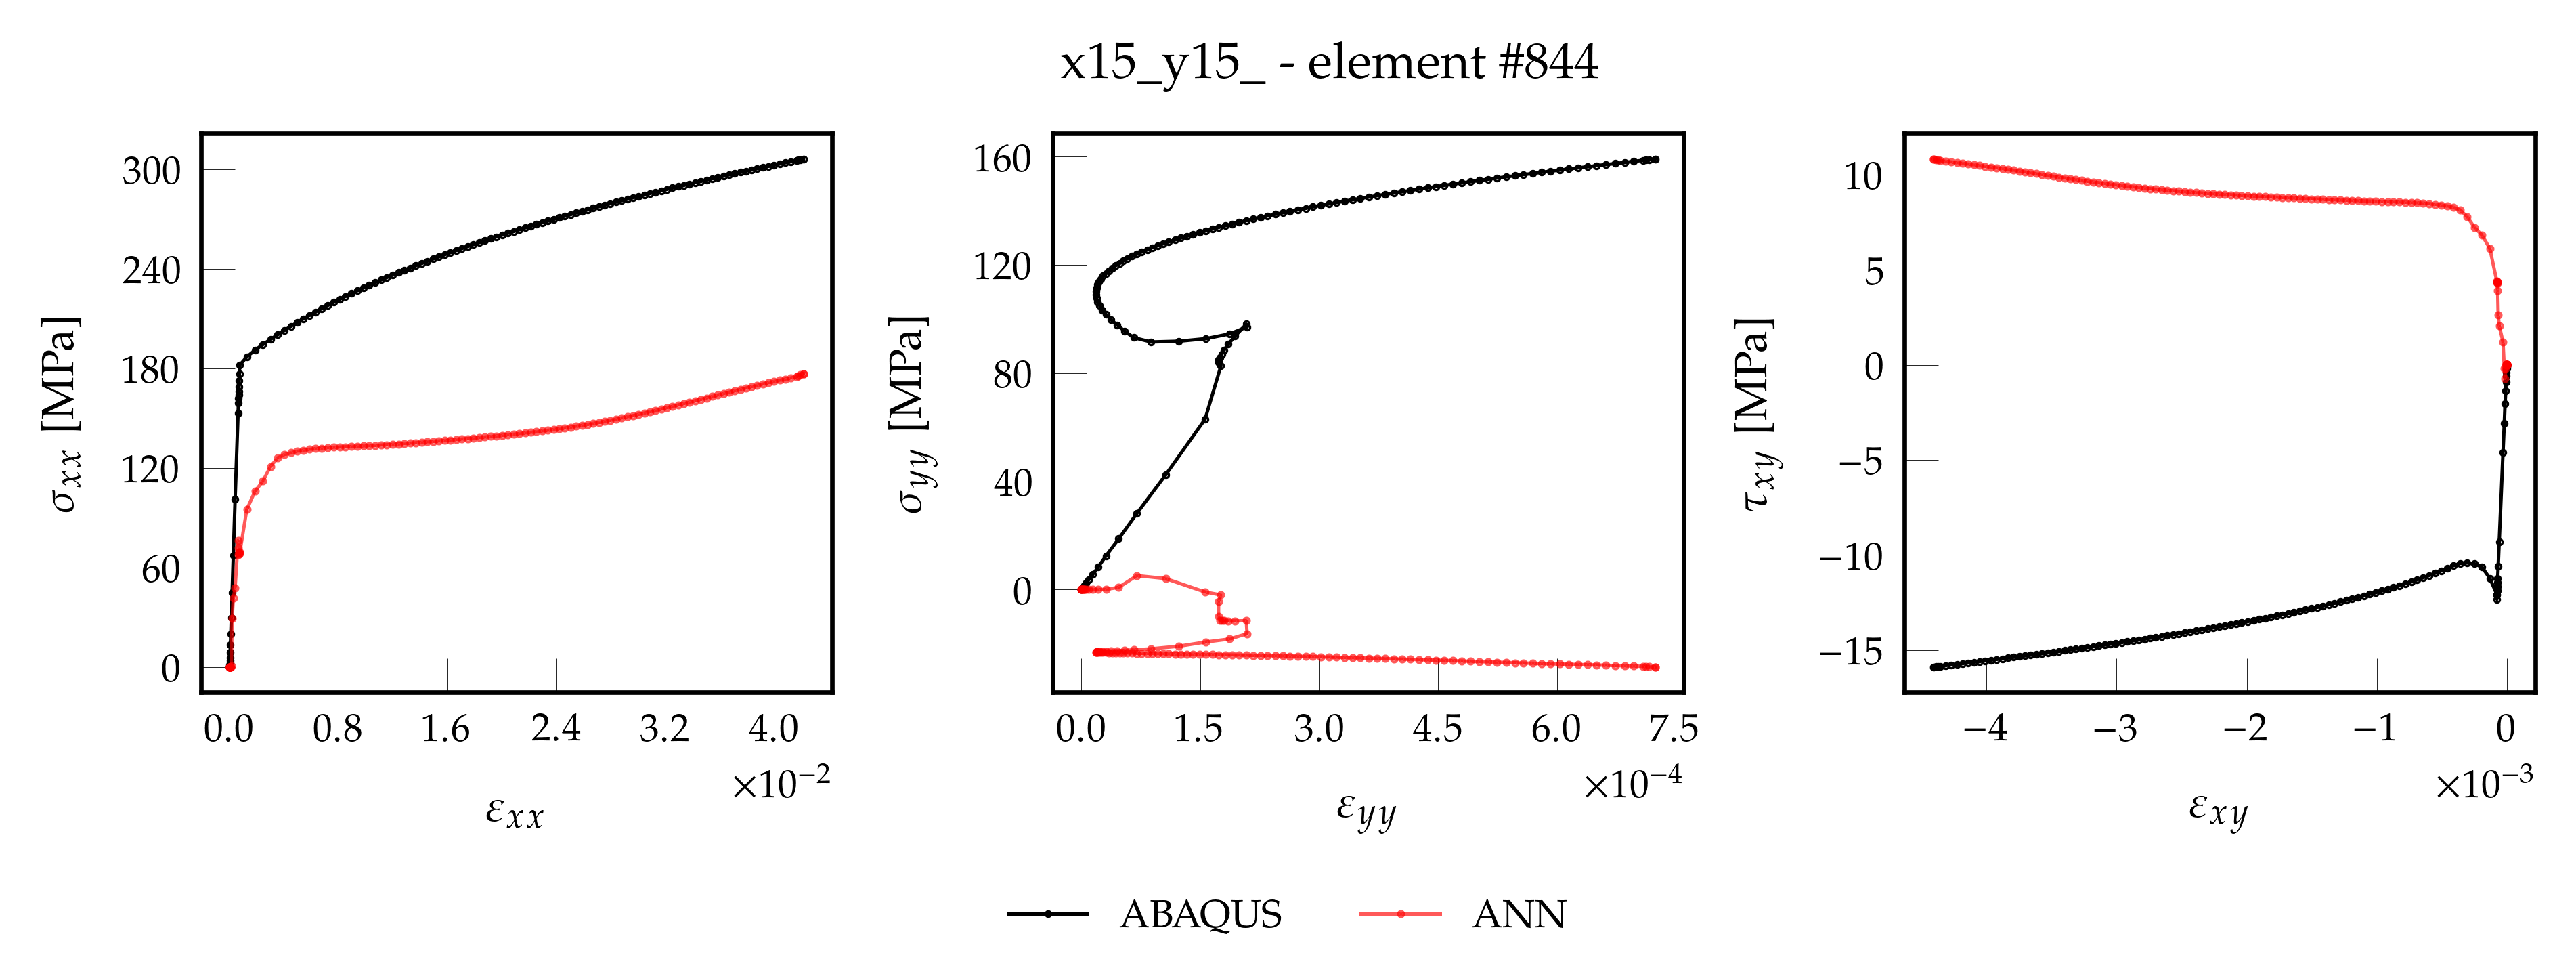 x15_y15_ - element #844
σxx [MPa]
300
240
180
120
60
0
0.0 0.8 1.6 2.4 3.2 4.0
×10⁻²
εxx
σyy [MPa]
160
120
80
40
0
0.0 1.5 3.0 4.5 6.0 7.5
×10⁻⁴
εyy
τxy [MPa]
10
5
0
−5
−10
−15
−4 −3 −2 −1 0
×10⁻³
εxy
ABAQUS ANN